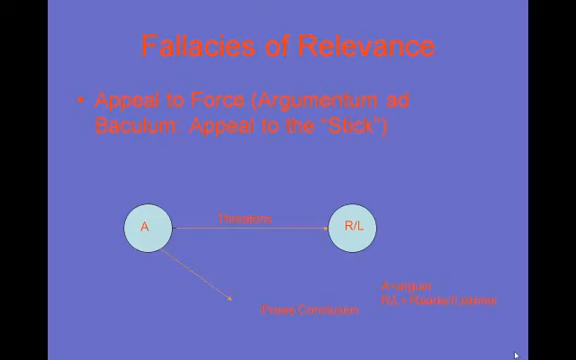 Fallacies of Relevance
• Appeal to Force (Argumentum ad
Baculum: Appeal to the “Stick”)
Threatens
A
R/L
A=arguer
R/L= Reader/Listener
Poses Conclusion